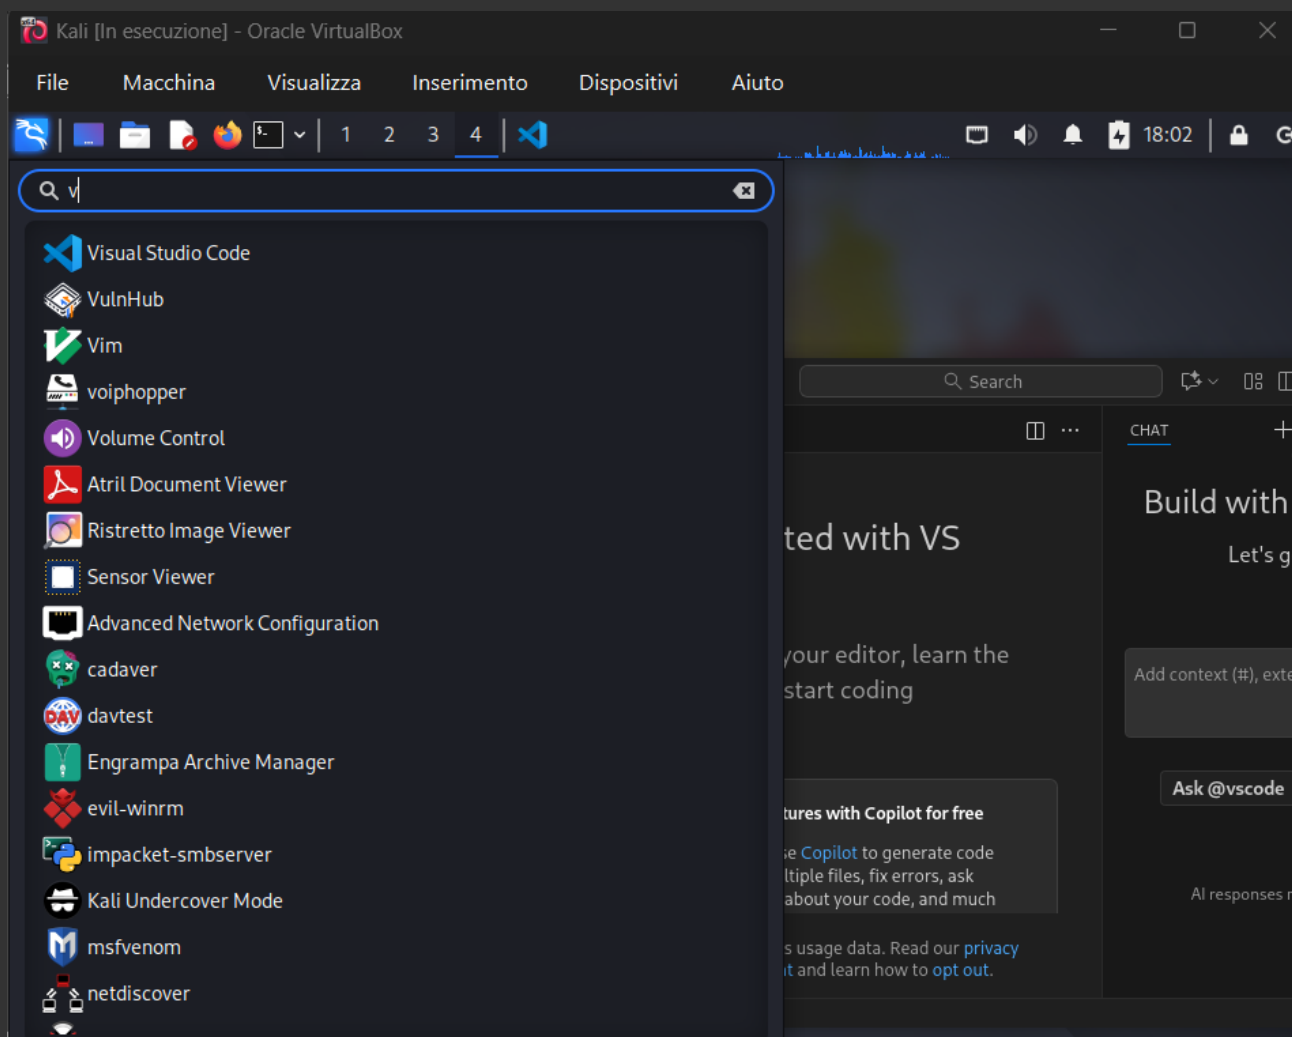 Kali [In esecuzione] - Oracle VirtualBox
File Macchina Visualizza Inserimento Dispositivi Aiuto
1 2 3 4 18:02
v
Visual Studio Code
VulnHub
Vim
voiphopper
Volume Control
Atril Document Viewer
Ristretto Image Viewer
Sensor Viewer
Advanced Network Configuration
cadaver
davtest
Engrampa Archive Manager
evil-winrm
impacket-smbserver
Kali Undercover Mode
msfvenom
netdiscover
Search
ted with VS
your editor, learn the
start coding
tures with Copilot for free
se Copilot to generate code
ltiple files, fix errors, ask
about your code, and much
s usage data. Read our privacy
t and learn how to opt out.
CHAT
Build with
Let's g
Add context (#), exte
Ask @vscode
AI responses